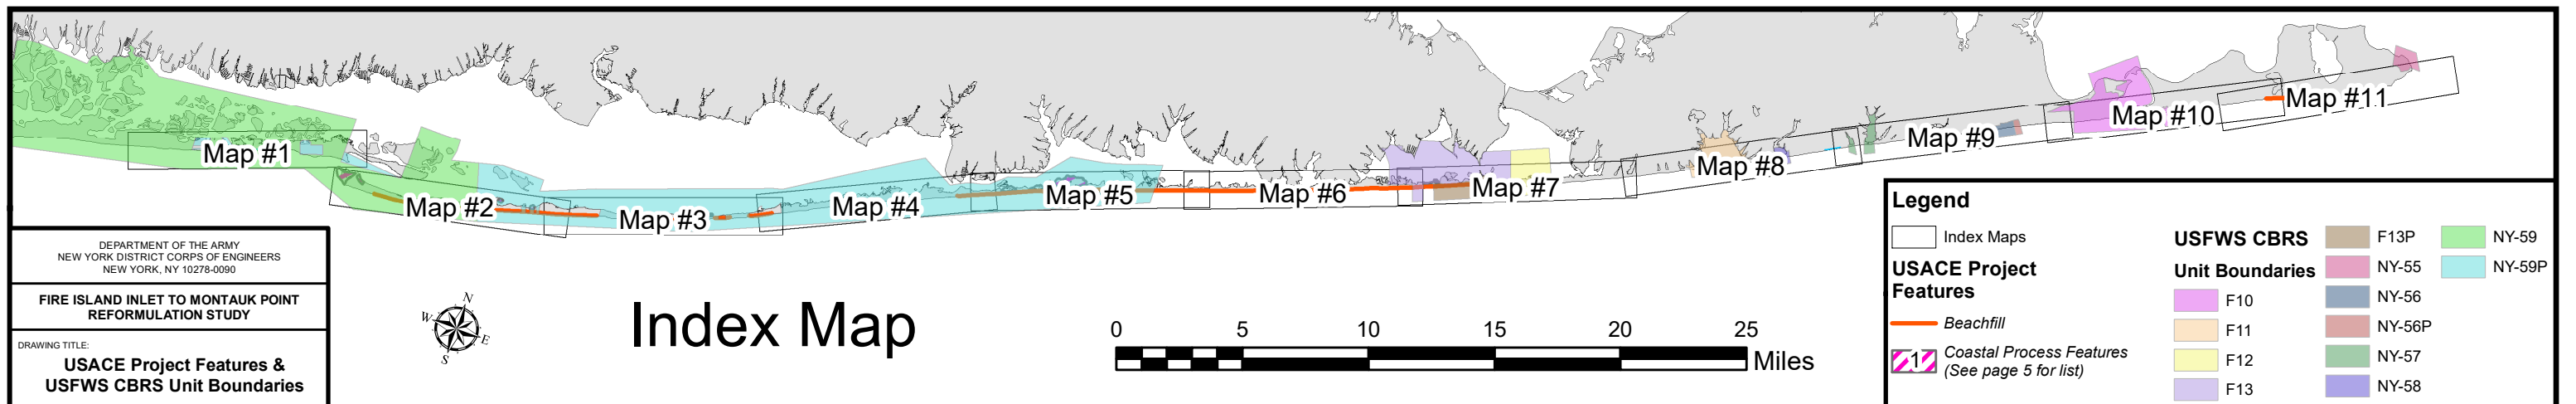 Map #1
Map #2
Map #3
Map #4
Map #5
Map #6
Map #7
Map #8
Map #9
Map #10
Map #11
DEPARTMENT OF THE ARMY
NEW YORK DISTRICT CORPS OF ENGINEERS
NEW YORK, NY 10278-0090
FIRE ISLAND INLET TO MONTAUK POINT
REFORMULATION STUDY
DRAWING TITLE:
USACE Project Features &
USFWS CBRS Unit Boundaries
N
W
E
S
Index Map
0 5 10 15 20 25
Miles
Legend
Index Maps
USACE Project
Features
Beachfill
1
Coastal Process Features
(See page 5 for list)
USFWS CBRS
Unit Boundaries
F10
F11
F12
F13
F13P
NY-55
NY-56
NY-56P
NY-57
NY-58
NY-59
NY-59P